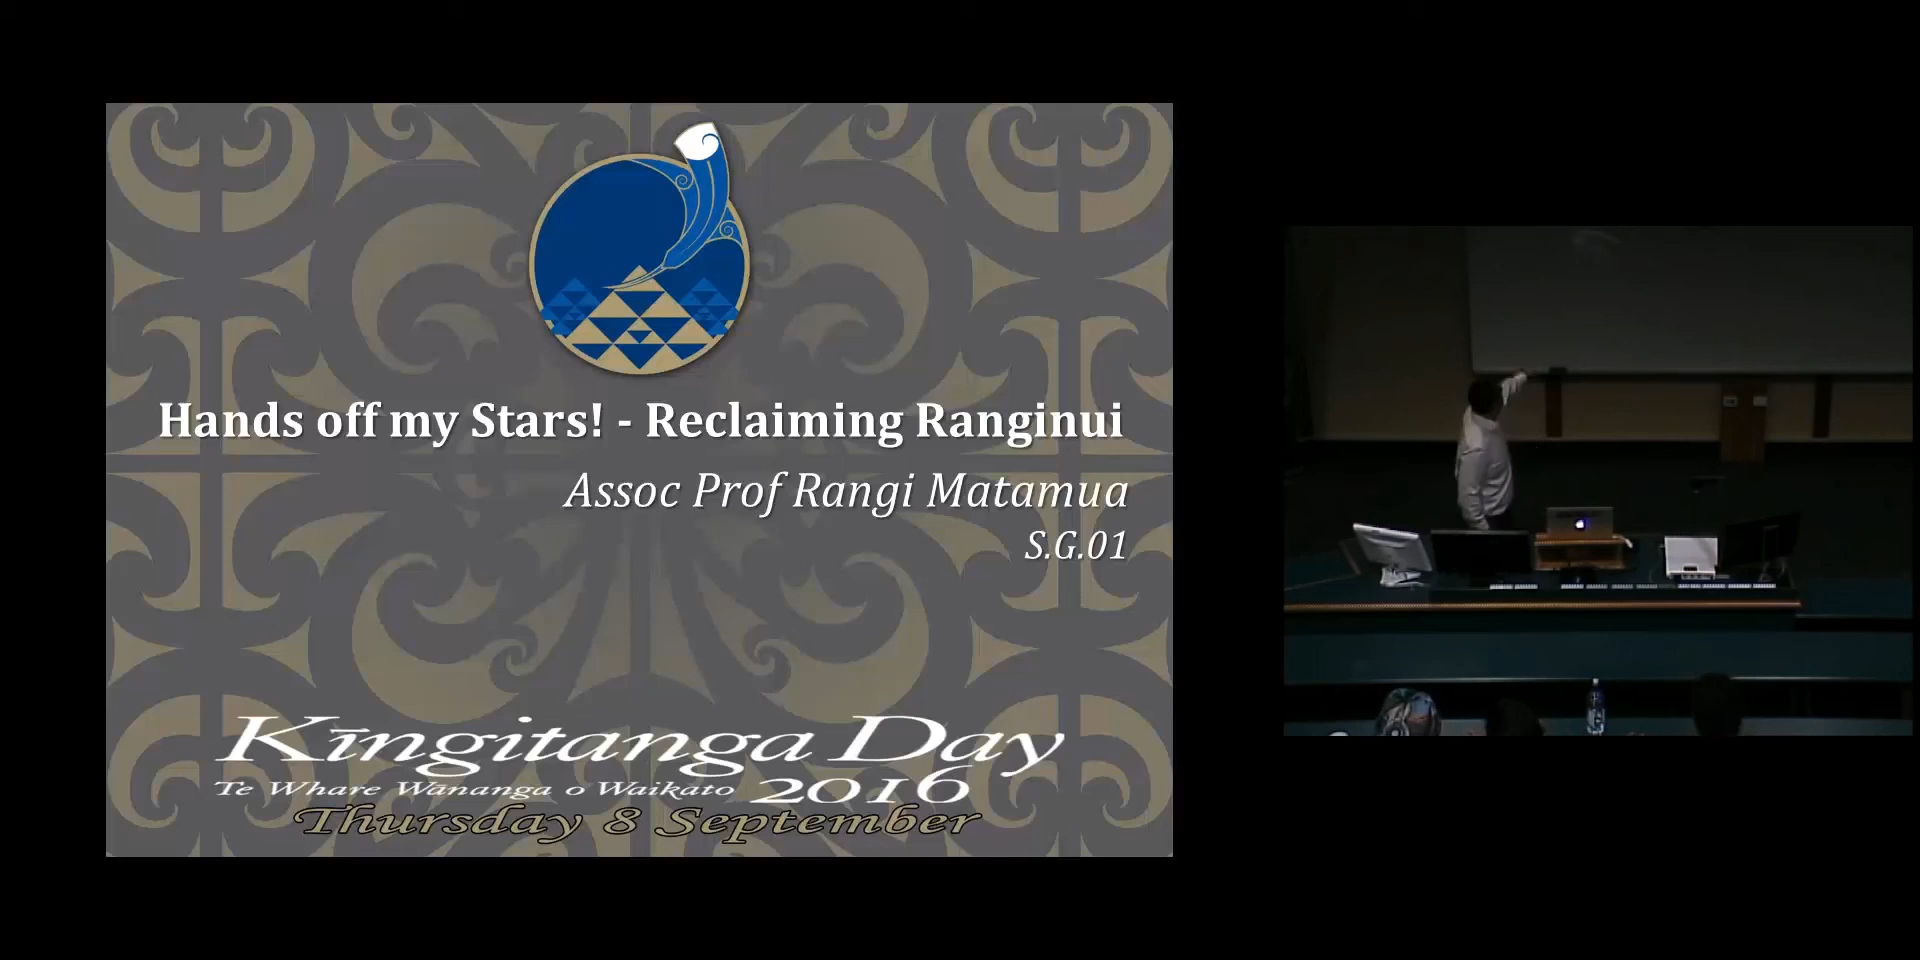 Hands off my Stars! - Reclaiming Ranginui
Assoc Prof Rangi Matamua
S.G.01
Kīngitanga Day
Te Whare Wānanga o Waikato 2016
Thursday 8 September